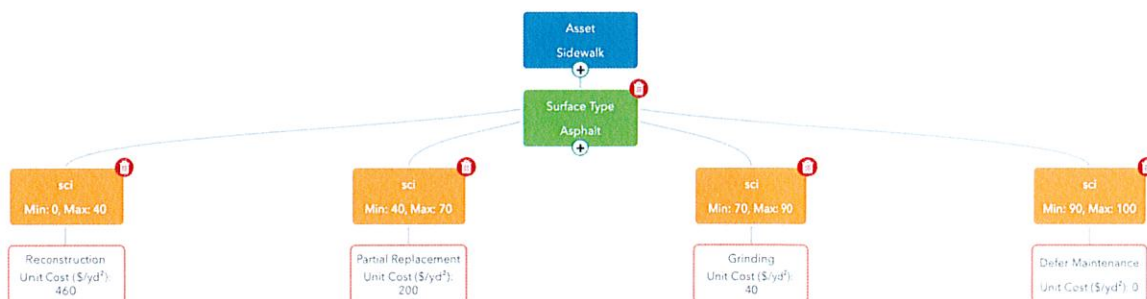 Asset
Sidewalk
Surface Type
Asphalt
sci
Min: 0, Max: 40
sci
Min: 40, Max: 70
sci
Min: 70, Max: 90
sci
Min: 90, Max: 100
Reconstruction
Unit Cost ($/yd²):
460
Partial Replacement
Unit Cost ($/yd²):
200
Grinding
Unit Cost ($/yd²):
40
Defer Maintenance
Unit Cost ($/yd²): 0